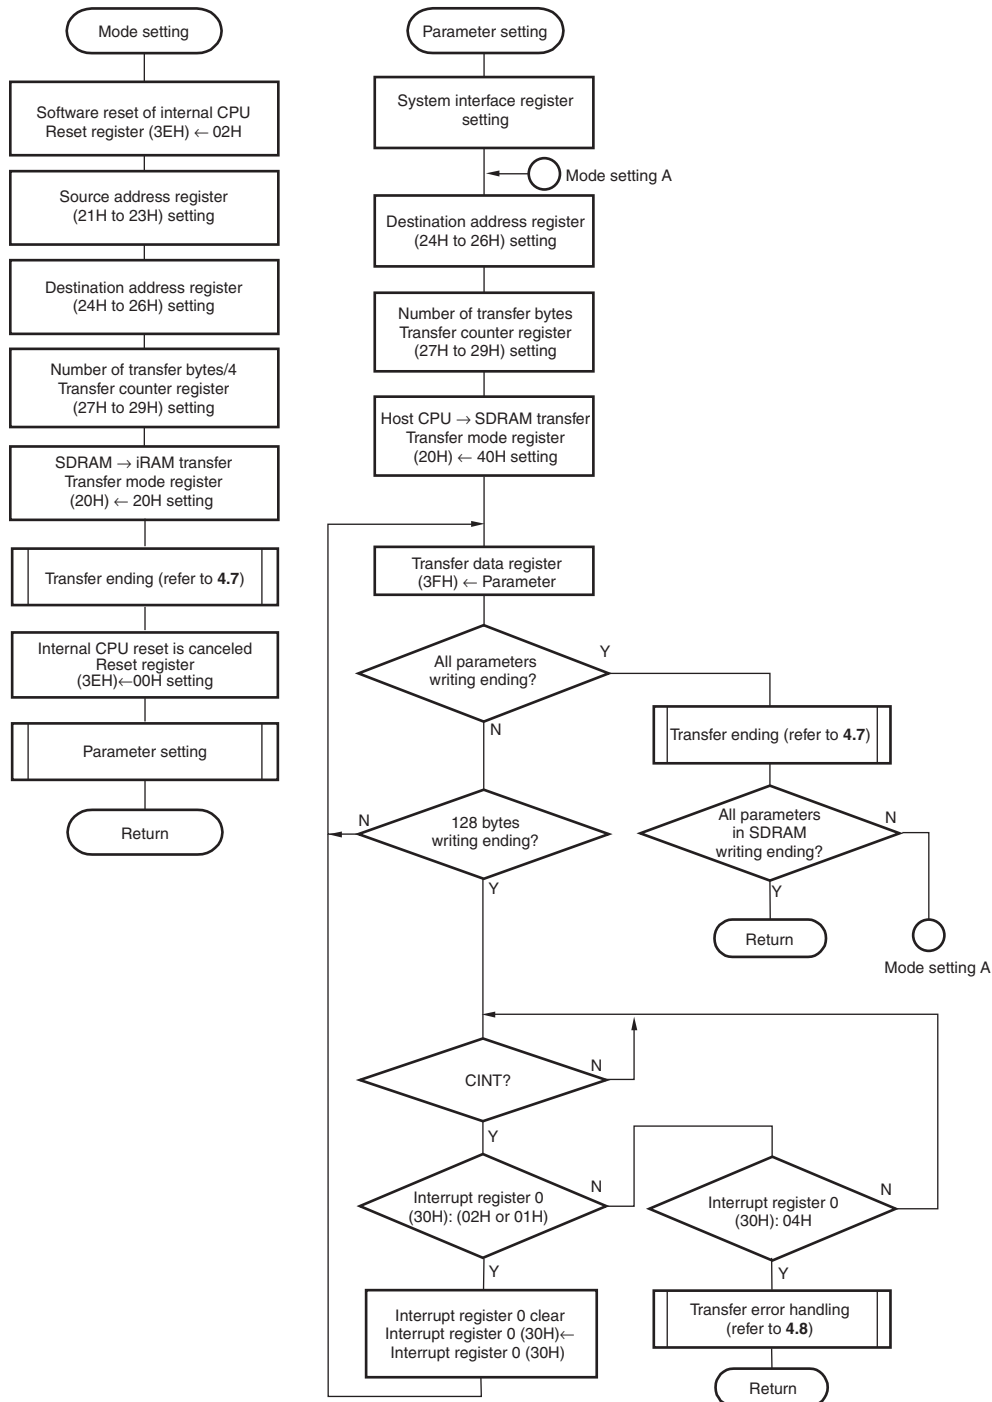 Mode setting
Software reset of internal CPU
Reset register (3EH) ← 02H
Source address register
(21H to 23H) setting
Destination address register
(24H to 26H) setting
Number of transfer bytes/4
Transfer counter register
(27H to 29H) setting
SDRAM → iRAM transfer
Transfer mode register
(20H) ← 20H setting
Transfer ending (refer to 4.7)
Internal CPU reset is canceled
Reset register
(3EH)←00H setting
Parameter setting
Return
Parameter setting
System interface register
setting
Mode setting A
Destination address register
(24H to 26H) setting
Number of transfer bytes
Transfer counter register
(27H to 29H) setting
Host CPU → SDRAM transfer
Transfer mode register
(20H) ← 40H setting
Transfer data register
(3FH) ← Parameter
All parameters
writing ending?
Y
N
Transfer ending (refer to 4.7)
128 bytes
writing ending?
N
Y
All parameters
in SDRAM
writing ending?
N
Y
Return
Mode setting A
CINT?
N
Y
Interrupt register 0
(30H): (02H or 01H)
N
Y
Interrupt register 0
(30H): 04H
N
Y
Interrupt register 0 clear
Interrupt register 0 (30H)←
Interrupt register 0 (30H)
Transfer error handling
(refer to 4.8)
Return